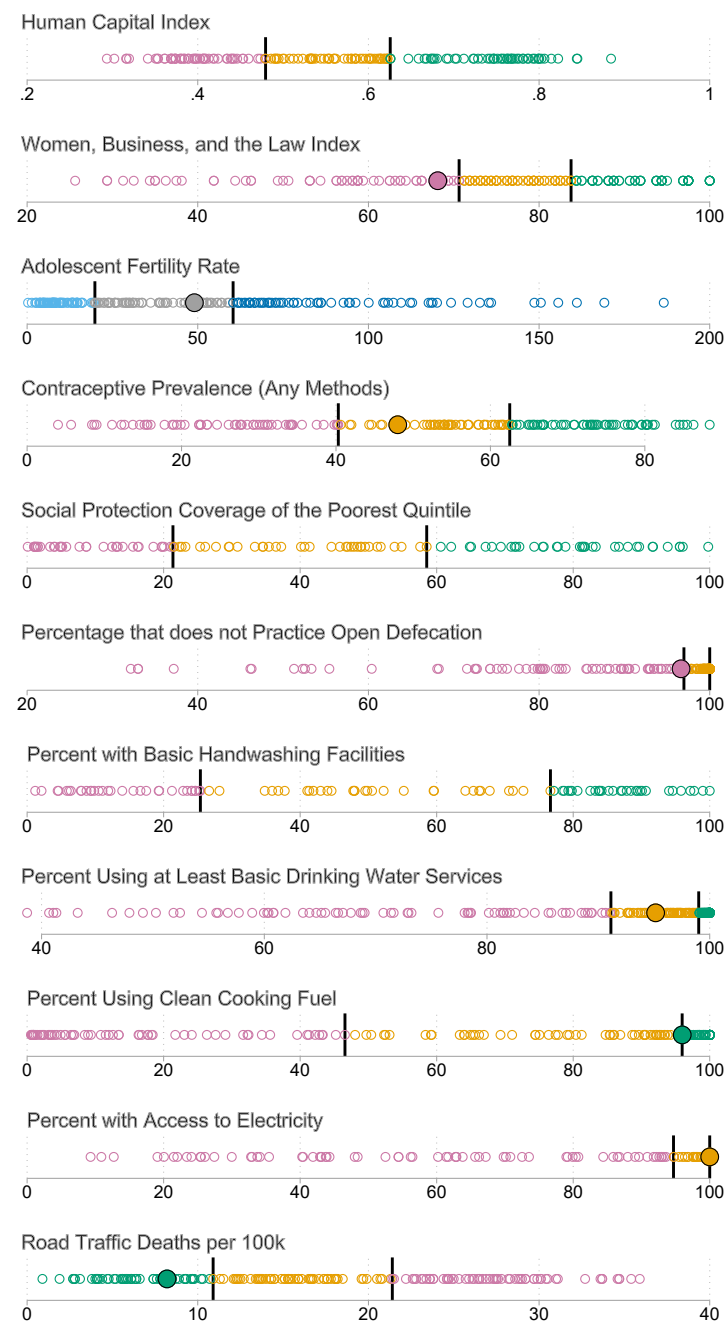 Human Capital Index
.2 .4 .6 .8 1
Women, Business, and the Law Index
20 40 60 80 100
Adolescent Fertility Rate
0 50 100 150 200
Contraceptive Prevalence (Any Methods)
0 20 40 60 80
Social Protection Coverage of the Poorest Quintile
0 20 40 60 80 100
Percentage that does not Practice Open Defecation
20 40 60 80 100
Percent with Basic Handwashing Facilities
0 20 40 60 80 100
Percent Using at Least Basic Drinking Water Services
40 60 80 100
Percent Using Clean Cooking Fuel
0 20 40 60 80 100
Percent with Access to Electricity
0 20 40 60 80 100
Road Traffic Deaths per 100k
0 10 20 30 40